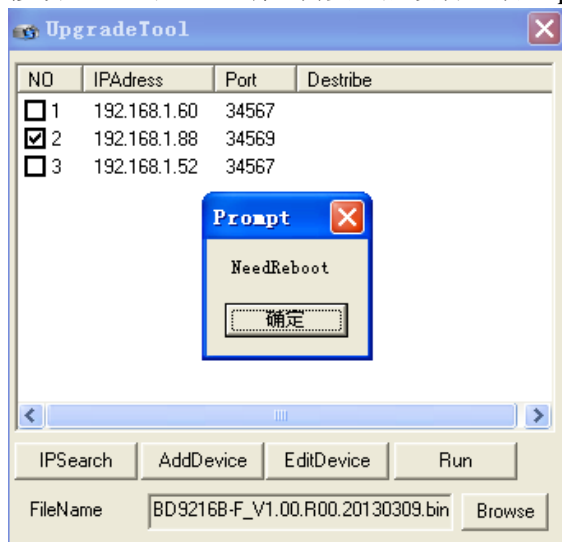 UpgradeTool
NO IPAdress Port Destribe
1 192.168.1.60 34567
2 192.168.1.88 34569
3 192.168.1.52 34567
Prompt
NeedReboot
确定
IPSearch AddDevice EditDevice Run
FileName BD9216B-F_V1.00.R00.20130309.bin Browse